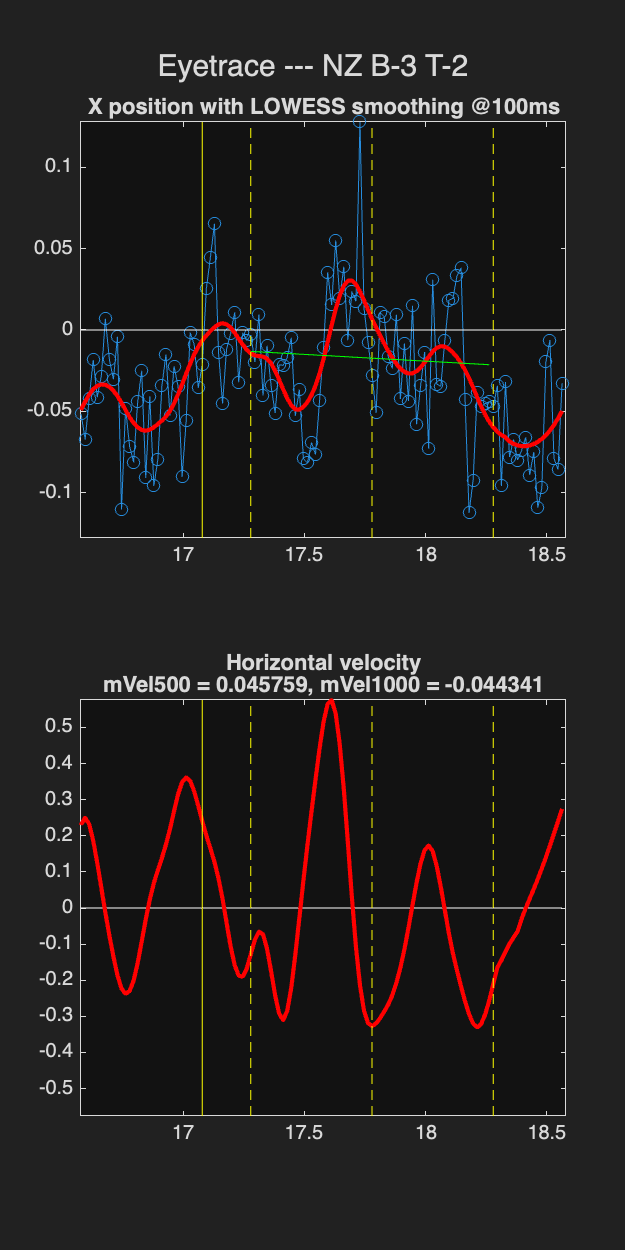 Eyetrace --- NZ B-3 T-2
X position with LOWESS smoothing @100ms
0.1
0.05
0
-0.05
-0.1
17 17.5 18 18.5
Horizontal velocity
mVel500 = 0.045759, mVel1000 = -0.044341
0.5
0.4
0.3
0.2
0.1
0
-0.1
-0.2
-0.3
-0.4
-0.5
17 17.5 18 18.5